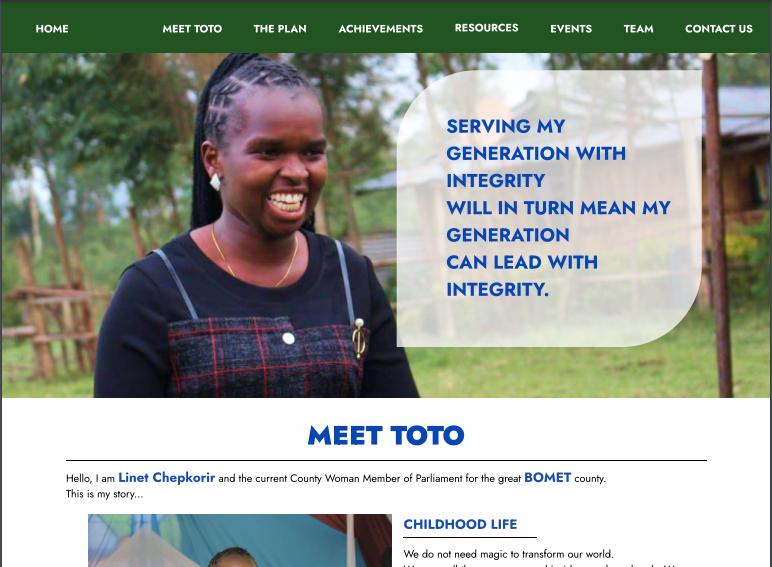 HOME MEET TOTO THE PLAN ACHIEVEMENTS RESOURCES EVENTS TEAM CONTACT US
SERVING MY
GENERATION WITH
INTEGRITY
WILL IN TURN MEAN MY
GENERATION
CAN LEAD WITH
INTEGRITY.
MEET TOTO
Hello, I am Linet Chepkorir and the current County Woman Member of Parliament for the great BOMET county.
This is my story...
CHILDHOOD LIFE
We do not need magic to transform our world.